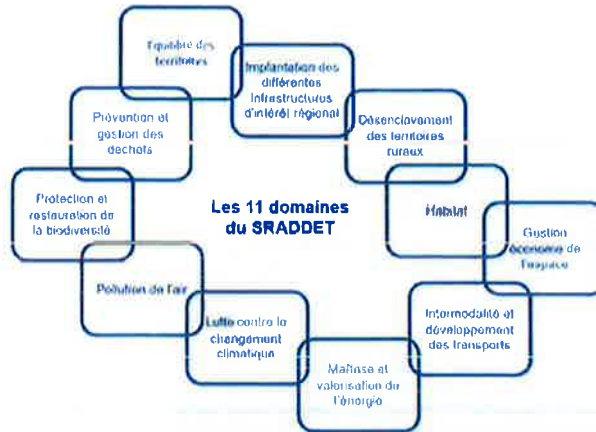 Équilibre des
territoires
Implantation des
différentes
infrastructures
d'intérêt régional
Désenclavement
des territoires
ruraux
Habitat
Gestion
économe de
l'espace
Intermodalité et
développement
des transports
Maîtrise et
valorisation de
l'énergie
Lutte contre le
changement
climatique
Pollution de l'air
Protection et
restauration de
la biodiversité
Prévention et
gestion des
déchets
Les 11 domaines
du SRADDET